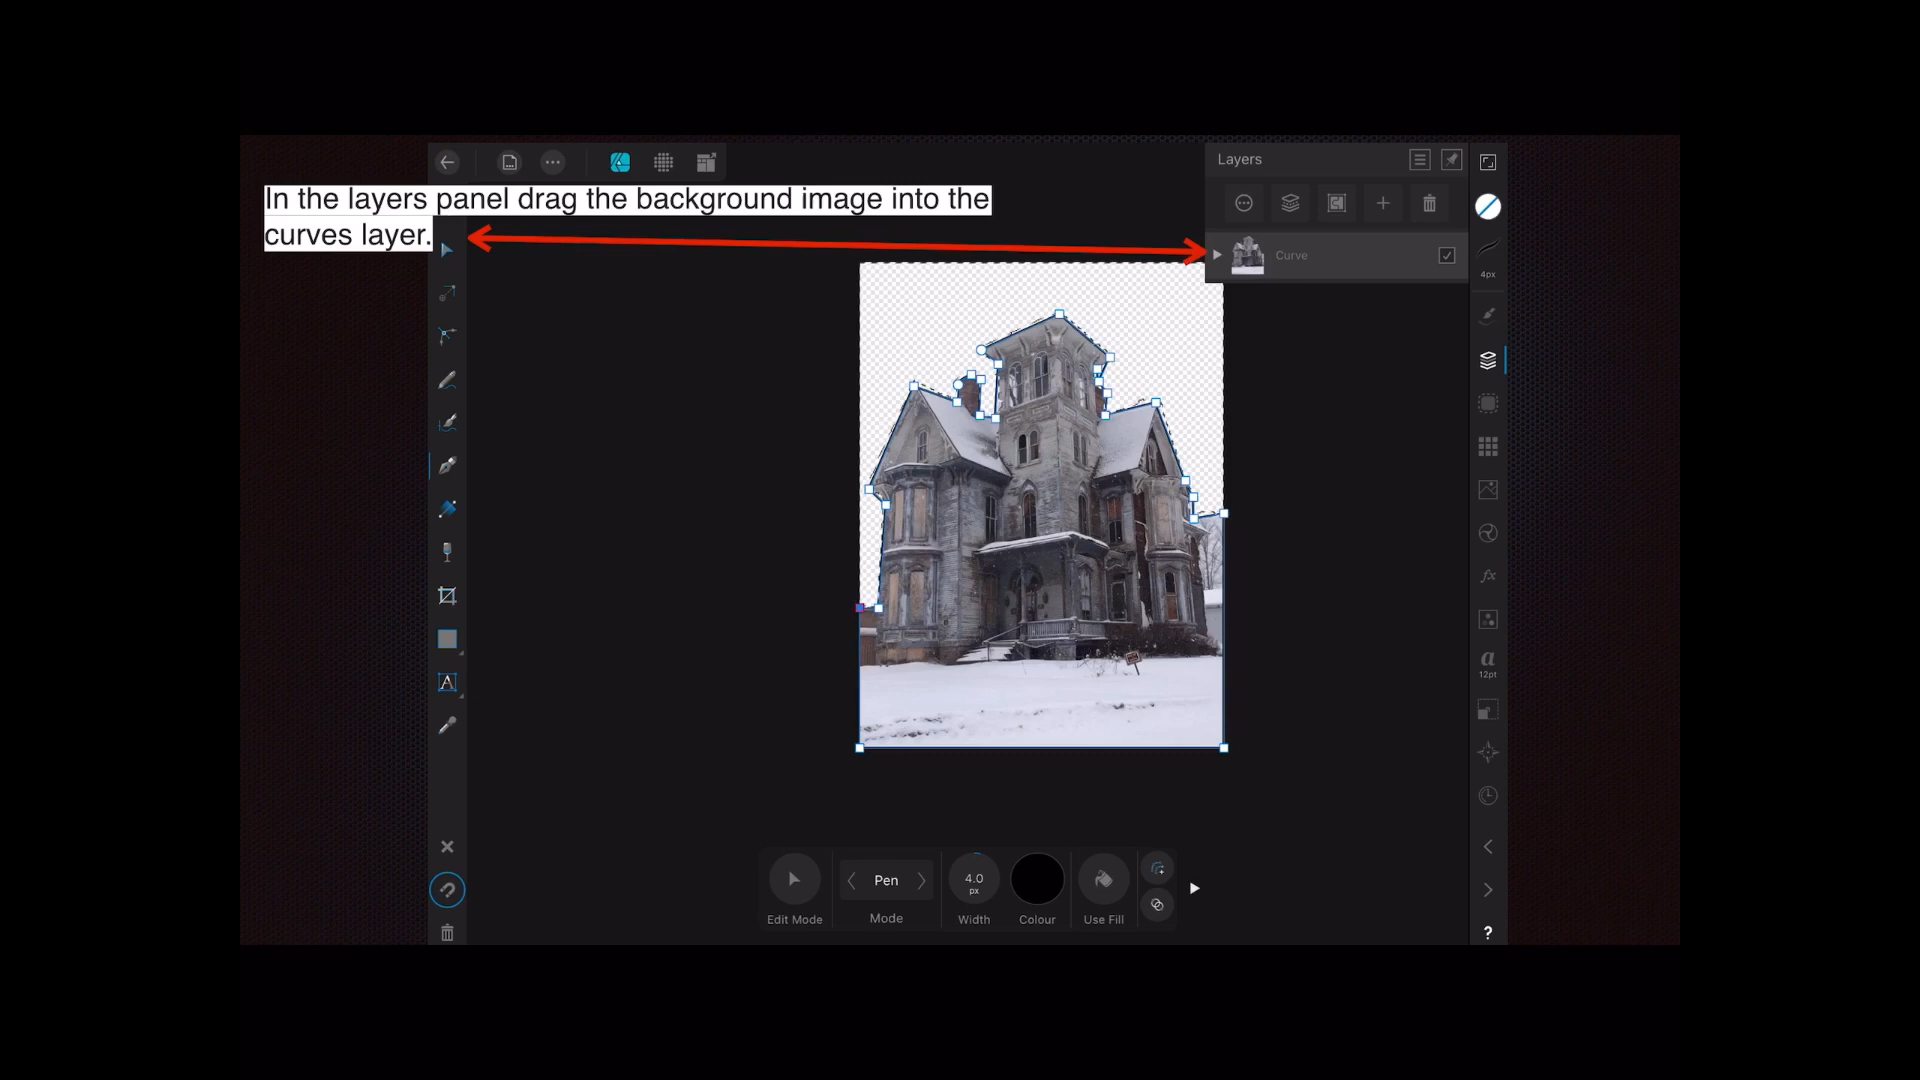 Layers
In the layers panel drag the background image into the
curves layer.
Curve
4px
fx
a
12pt
A
Pen
4.0
px
Edit Mode
Mode
Width
Colour
Use Fill
?